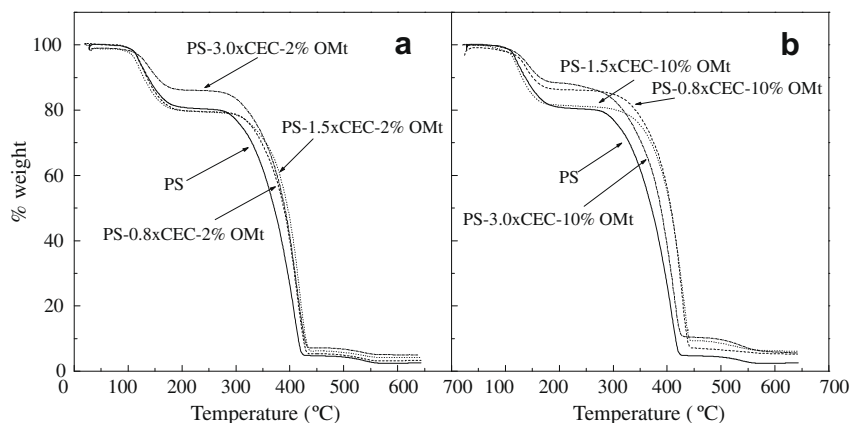 a
b
100
80
60
40
20
0
% weight
PS-3.0xCEC-2% OMt
PS-1.5xCEC-2% OMt
PS
PS-0.8xCEC-2% OMt
PS-1.5xCEC-10% OMt
PS-0.8xCEC-10% OMt
PS
PS-3.0xCEC-10% OMt
0 100 200 300 400 500 600 700 100 200 300 400 500 600 700
Temperature (ºC) Temperature (ºC)